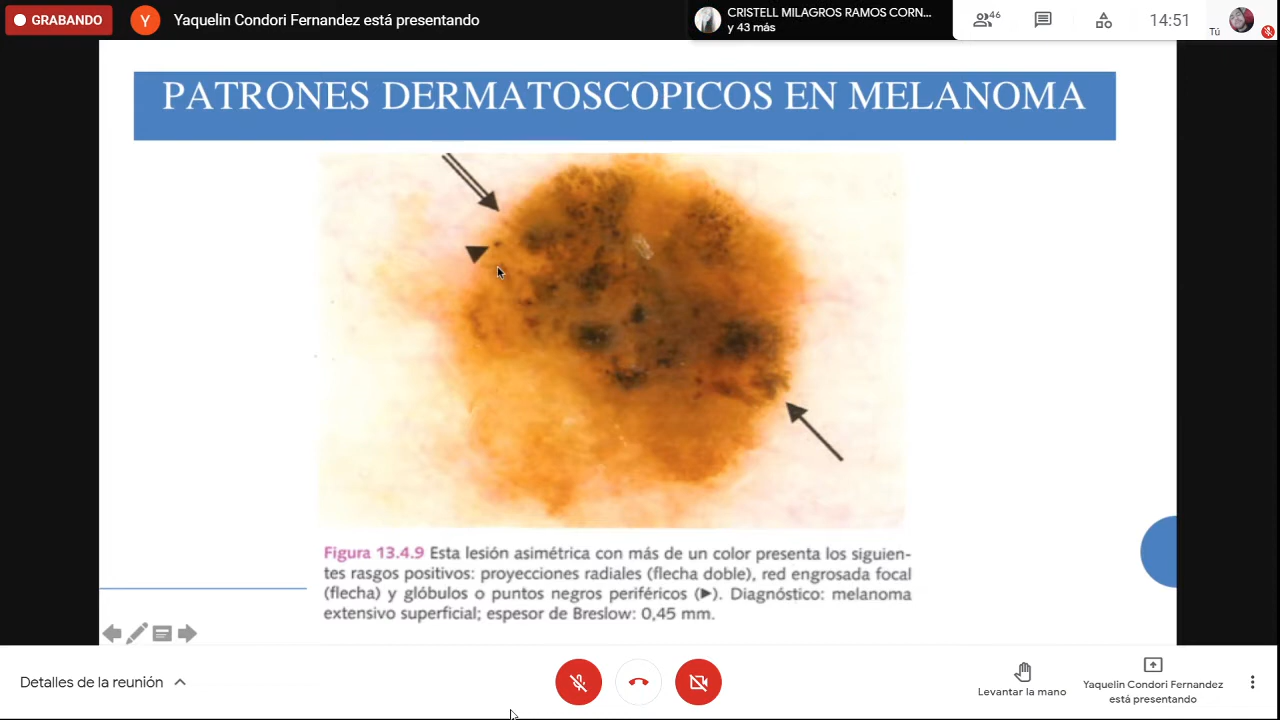 GRABANDO
Y
Yaquelin Condori Fernandez está presentando
CRISTELL MILAGROS RAMOS CORN...
y 43 más
46
14:51
Tú
PATRONES DERMATOSCOPICOS EN MELANOMA
Figura 13.4.9 Esta lesión asimétrica con más de un color presenta los siguien-
tes rasgos positivos: proyecciones radiales (flecha doble), red engrosada focal
(flecha) y glóbulos o puntos negros periféricos (►). Diagnóstico: melanoma
extensivo superficial; espesor de Breslow: 0,45 mm.
Detalles de la reunión
Levantar la mano
Yaquelin Condori Fernandez
está presentando